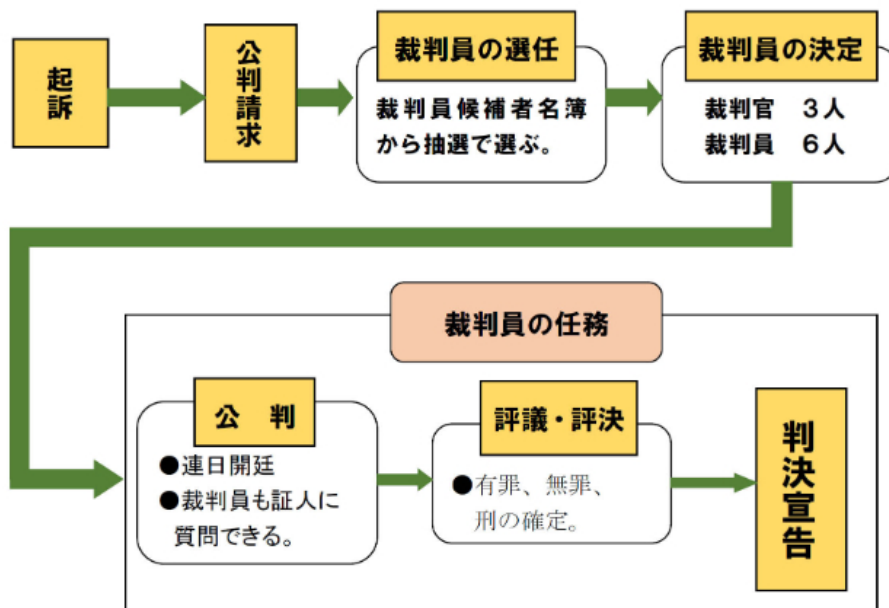 起訴
公判請求
裁判員の選任
裁判員候補者名簿
から抽選で選ぶ。
裁判員の決定
裁判官 3人
裁判員 6人
裁判員の任務
公 判
●連日開廷
●裁判員も証人に
質問できる。
評議・評決
●有罪、無罪、
刑の確定。
判決宣告